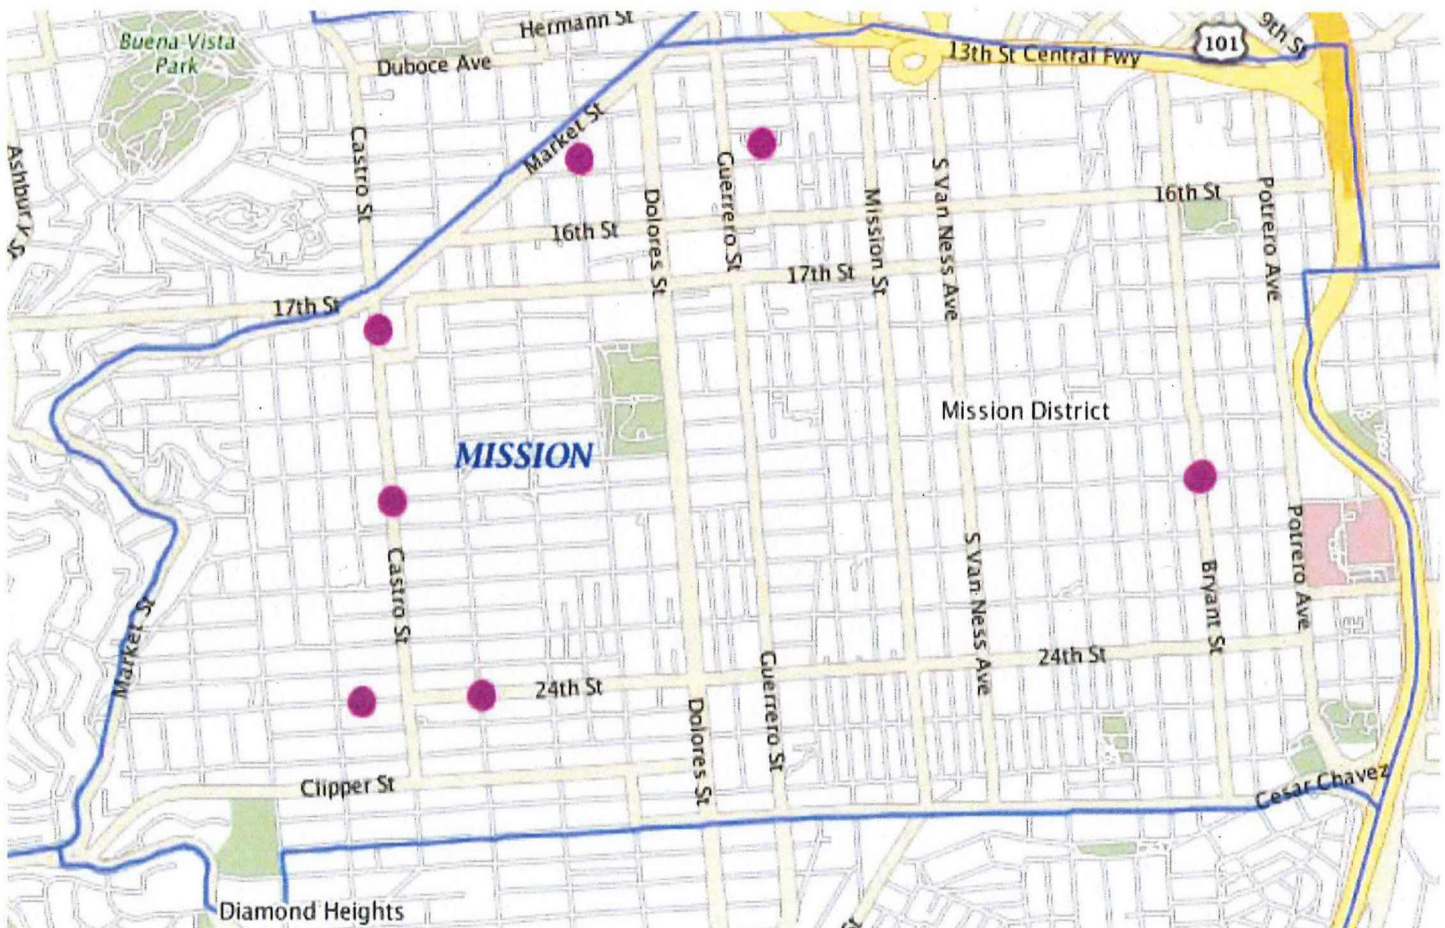 Hermann St
9th St
Buena Vista
Park
Duboce Ave
13th St Central Fwy
101
Market St
Castro St
Ashbury St
Guerrero St
S Van Ness Ave
Dolores St
Mission St
16th St
Potrero Ave
16th St
17th St
17th St
Mission District
MISSION
Potrero Ave
Castro St
S Van Ness Ave
Bryant St
Market St
24th St
Guerrero St
24th St
Dolores St
Clipper St
Cesar Chavez
Diamond Heights